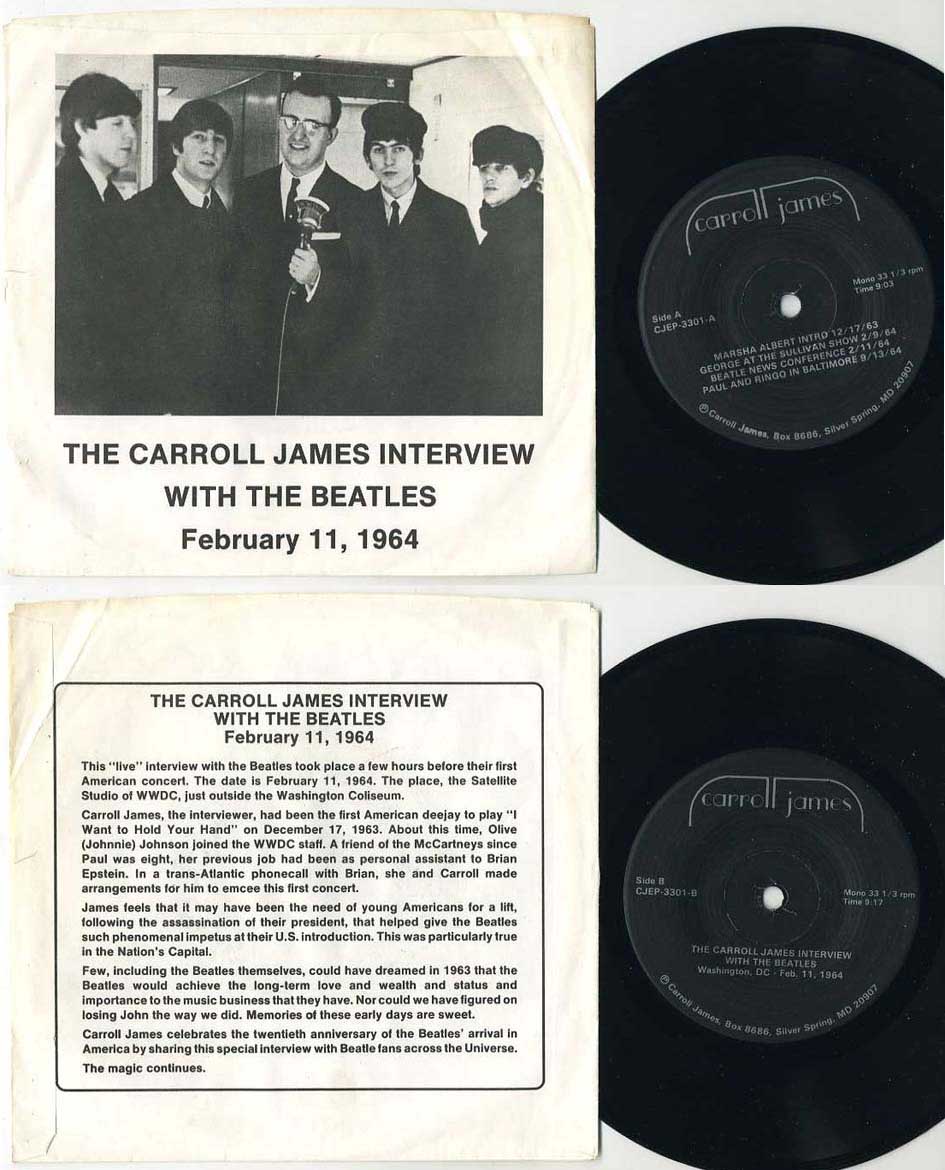 THE CARROLL JAMES INTERVIEW
WITH THE BEATLES
February 11, 1964
carroll james
Mono 33 1/3 rpm
Time 9:03
Side A
CJEP-3301-A
MARSHA ALBERT INTRO 12/17/63
GEORGE AT THE SULLIVAN SHOW 2/9/64
BEATLE NEWS CONFERENCE 2/11/64
PAUL AND RINGO IN BALTIMORE 9/13/64
Ⓟ Carroll James, Box 8686, Silver Spring, MD 20907
THE CARROLL JAMES INTERVIEW
WITH THE BEATLES
February 11, 1964
This "live" interview with the Beatles took place a few hours before their first
American concert. The date is February 11, 1964. The place, the Satellite
Studio of WWDC, just outside the Washington Coliseum.
Carroll James, the interviewer, had been the first American deejay to play "I
Want to Hold Your Hand" on December 17, 1963. About this time, Olive
(Johnnie) Johnson joined the WWDC staff. A friend of the McCartneys since
Paul was eight, her previous job had been as personal assistant to Brian
Epstein. In a trans-Atlantic phonecall with Brian, she and Carroll made
arrangements for him to emcee this first concert.
James feels that it may have been the need of young Americans for a lift,
following the assassination of their president, that helped give the Beatles
such phenomenal impetus at their U.S. introduction. This was particularly true
in the Nation's Capital.
Few, including the Beatles themselves, could have dreamed in 1963 that the
Beatles would achieve the long-term love and wealth and status and
importance to the music business that they have. Nor could we have figured on
losing John the way we did. Memories of these early days are sweet.
Carroll James celebrates the twentieth anniversary of the Beatles' arrival in
America by sharing this special interview with Beatle fans across the Universe.
The magic continues.
carroll james
Side B
CJEP-3301-B
Mono 33 1/3 rpm
Time 9:17
THE CARROLL JAMES INTERVIEW
WITH THE BEATLES
Washington, DC - Feb. 11, 1964
Ⓟ Carroll James, Box 8686, Silver Spring, MD 20907